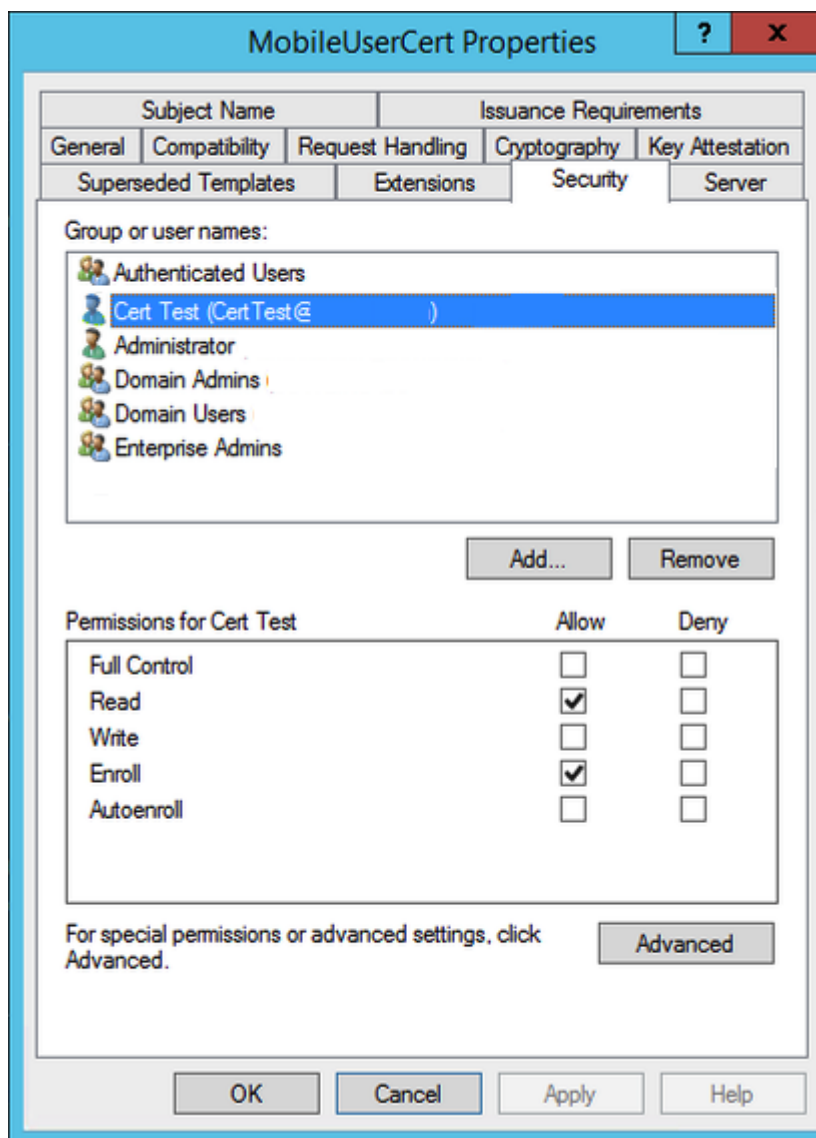 MobileUserCert Properties
?
x
Subject Name Issuance Requirements
General Compatibility Request Handling Cryptography Key Attestation
Superseded Templates Extensions Security Server
Group or user names:
Authenticated Users
Cert Test (CertTest@ )
Administrator
Domain Admins (
Domain Users
Enterprise Admins
Add... Remove
Permissions for Cert Test Allow Deny
Full Control
Read
Write
Enroll
Autoenroll
For special permissions or advanced settings, click
Advanced.
Advanced
OK Cancel Apply Help